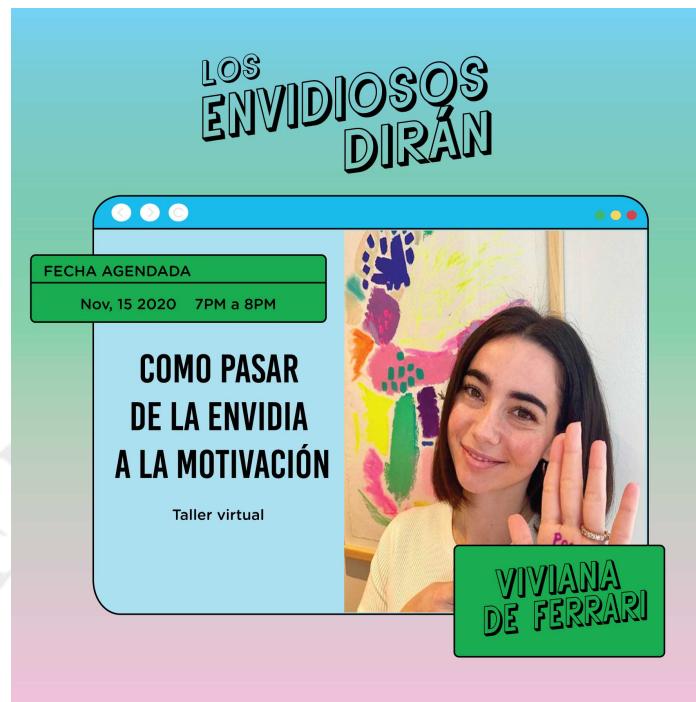 LOS
ENVIDIOSOS
DIRÁN
FECHA AGENDADA
Nov, 15 2020 7PM a 8PM
COMO PASAR
DE LA ENVIDIA
A LA MOTIVACIÓN
Taller virtual
VIVIANA
DE FERRARI